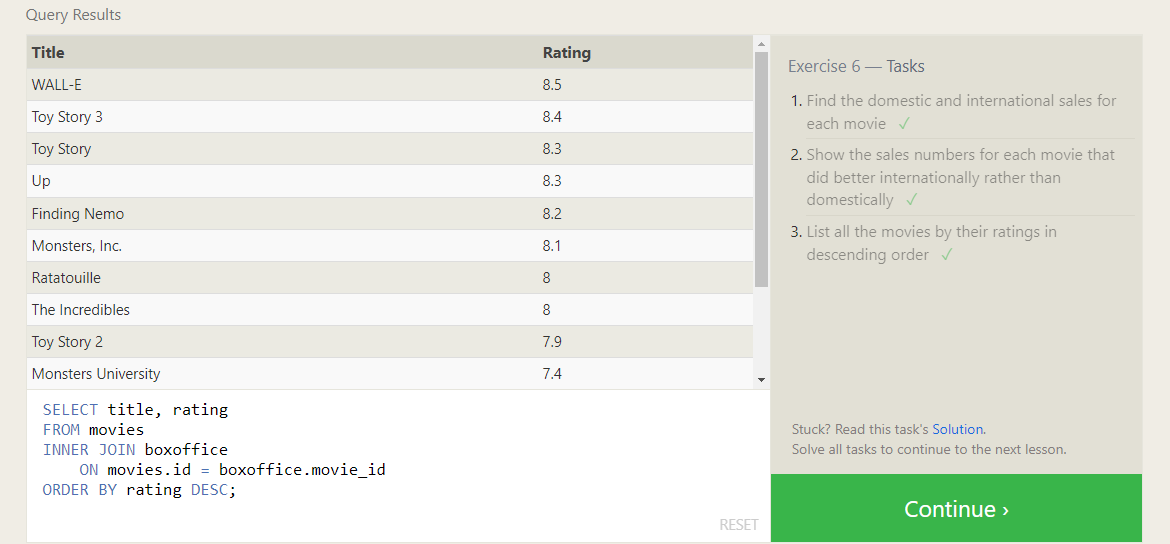 Query Results
Title Rating
WALL-E 8.5
Toy Story 3 8.4
Toy Story 8.3
Up 8.3
Finding Nemo 8.2
Monsters, Inc. 8.1
Ratatouille 8
The Incredibles 8
Toy Story 2 7.9
Monsters University 7.4
SELECT title, rating
FROM movies
INNER JOIN boxoffice
    ON movies.id = boxoffice.movie_id
ORDER BY rating DESC;
RESET
Exercise 6 — Tasks
1. Find the domestic and international sales for
each movie ✓
2. Show the sales numbers for each movie that
did better internationally rather than
domestically ✓
3. List all the movies by their ratings in
descending order ✓
Stuck? Read this task's Solution.
Solve all tasks to continue to the next lesson.
Continue ›